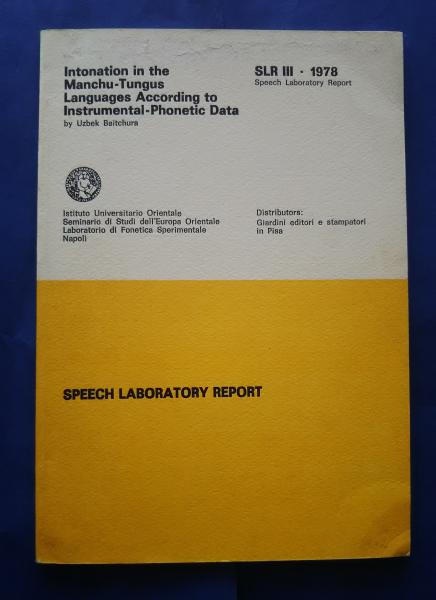 Intonation in the
Manchu-Tungus
Languages According to
Instrumental-Phonetic Data
by Uzbek Baitchura
SLR III · 1978
Speech Laboratory Report
Istituto Universitario Orientale
Seminario di Studi dell'Europa Orientale
Laboratorio di Fonetica Sperimentale
Napoli
Distributors:
Giardini editori e stampatori
in Pisa
SPEECH LABORATORY REPORT